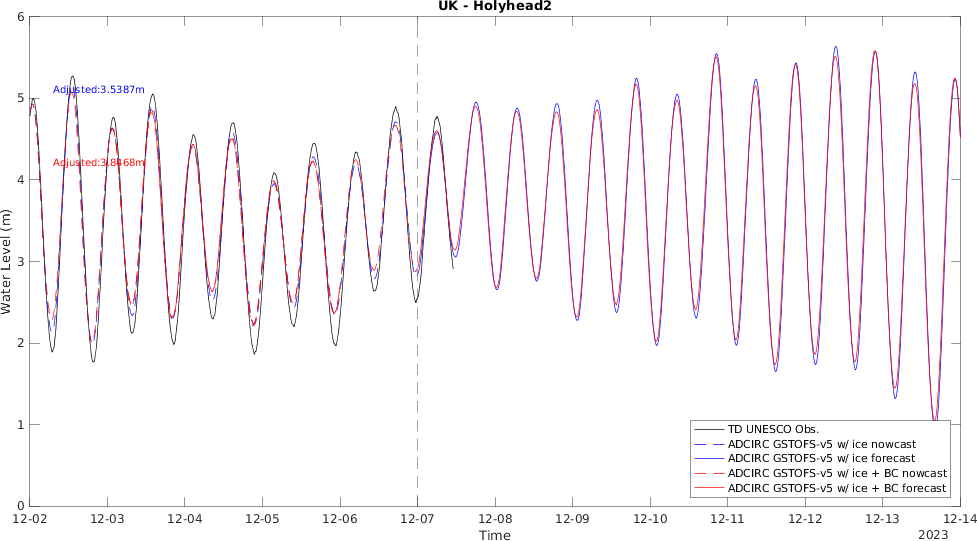 UK - Holyhead2
6
5
4
3
2
1
0
Water Level (m)
Adjusted:3.5387m
Adjusted:3.8468m
TD UNESCO Obs.
ADCIRC GSTOFS-v5 w/ ice nowcast
ADCIRC GSTOFS-v5 w/ ice forecast
ADCIRC GSTOFS-v5 w/ ice + BC nowcast
ADCIRC GSTOFS-v5 w/ ice + BC forecast
12-02 12-03 12-04 12-05 12-06 12-07 12-08 12-09 12-10 12-11 12-12 12-13 12-14
Time
2023